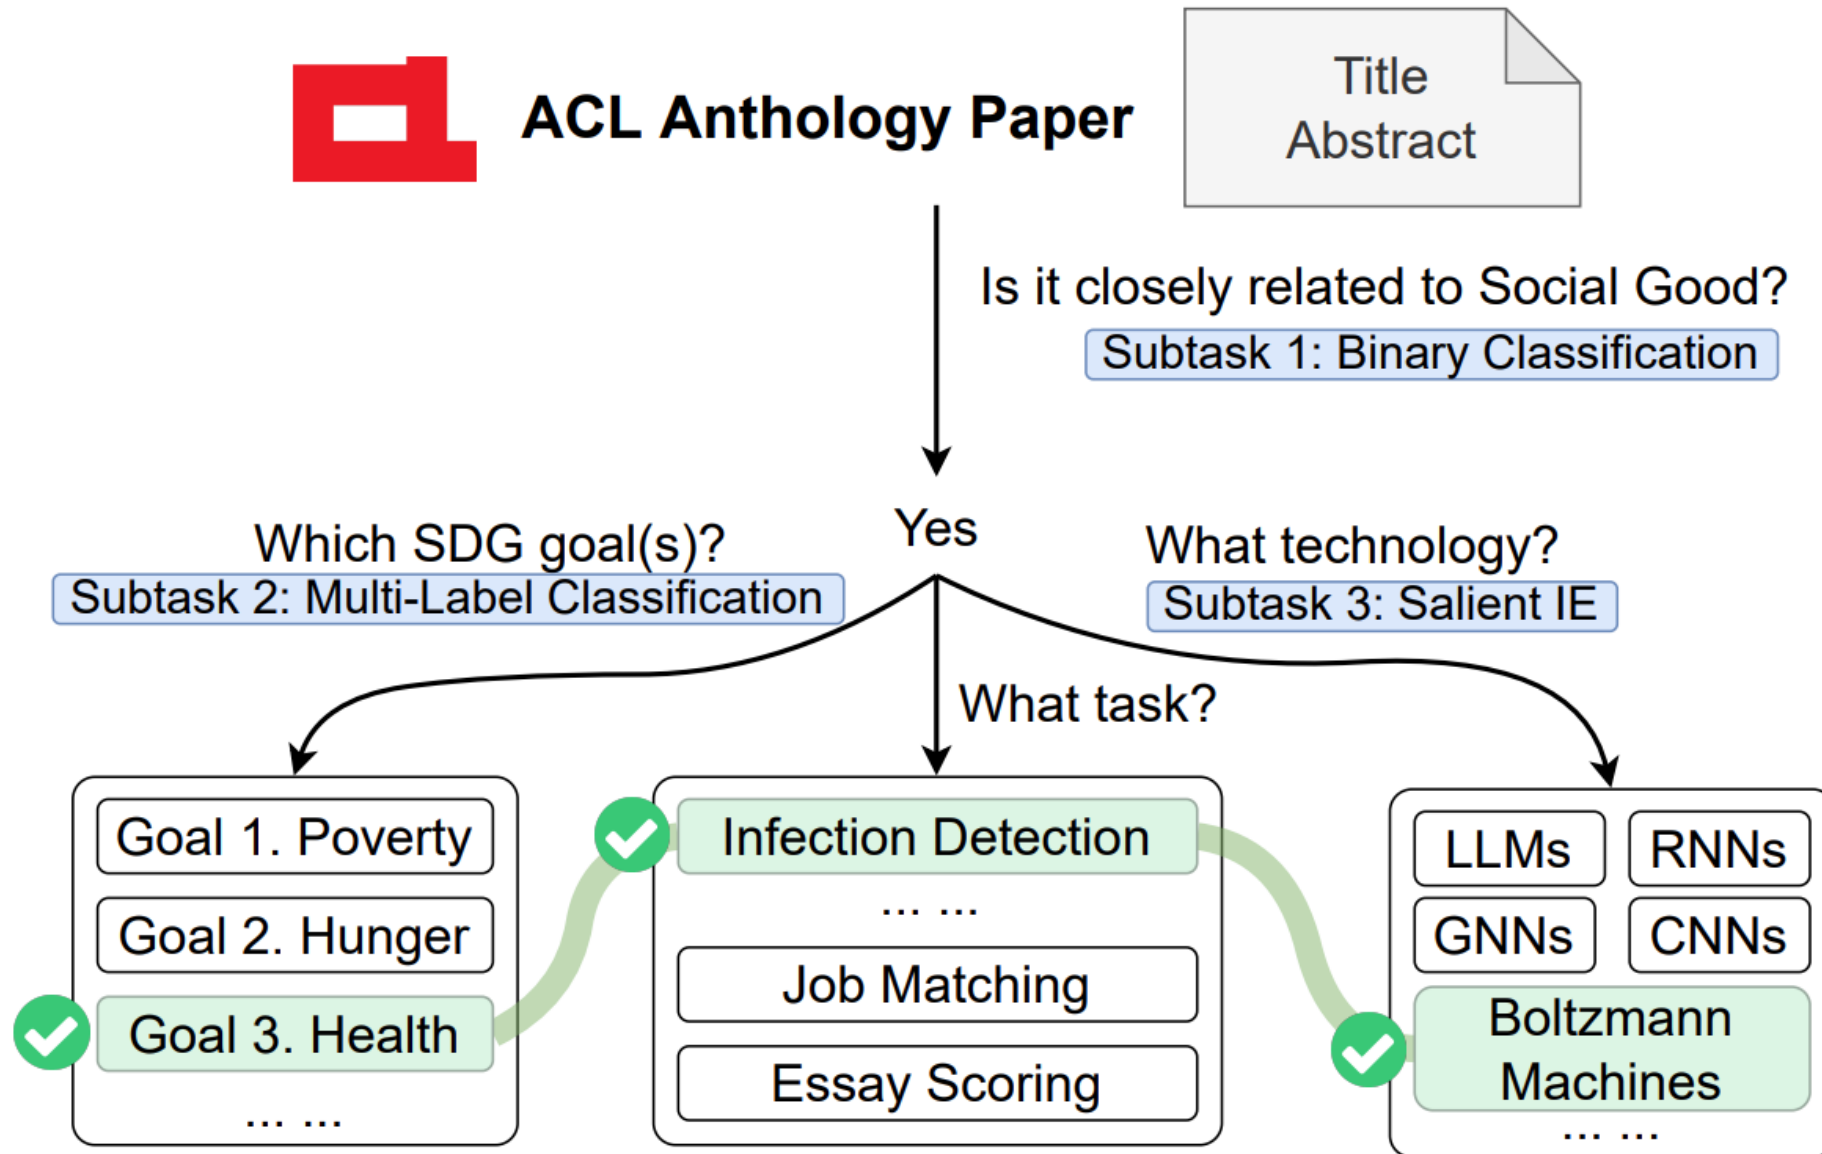 ACL Anthology Paper
Title
Abstract
Is it closely related to Social Good?
Subtask 1: Binary Classification
Yes
Which SDG goal(s)?
Subtask 2: Multi-Label Classification
What technology?
Subtask 3: Salient IE
What task?
Goal 1. Poverty
Goal 2. Hunger
Goal 3. Health
... ...
Infection Detection
... ...
Job Matching
Essay Scoring
LLMs
RNNs
GNNs
CNNs
Boltzmann
Machines
... ...